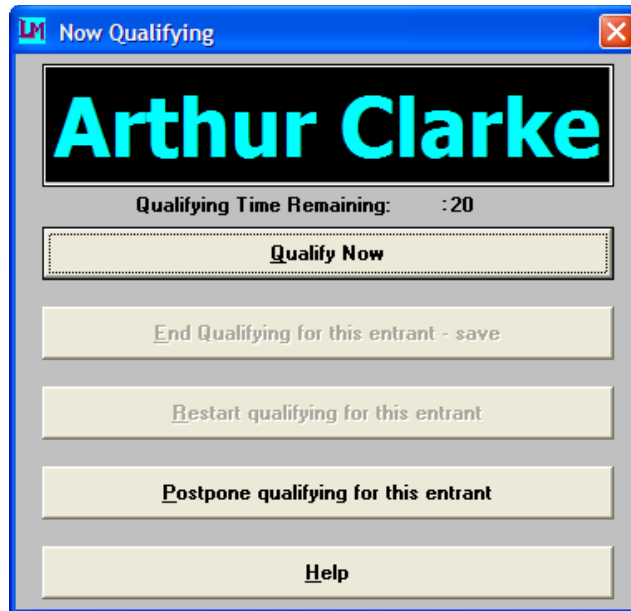 LM Now Qualifying
Arthur Clarke
Qualifying Time Remaining: :20
Qualify Now
End Qualifying for this entrant - save
Restart qualifying for this entrant
Postpone qualifying for this entrant
Help